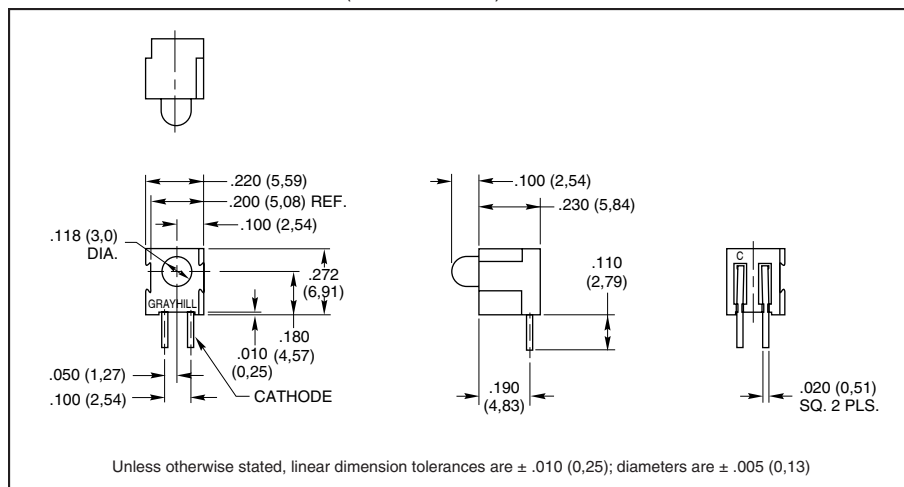 .220 (5,59)
.200 (5,08) REF.
.100 (2,54)
.118 (3,0)
DIA.
.272
(6,91)
GRAYHILL
.180
(4,57)
.010
(0,25)
.050 (1,27)
.100 (2,54)
CATHODE
.100 (2,54)
.230 (5,84)
.110
(2,79)
.190
(4,83)
C
.020 (0,51)
SQ. 2 PLS.
Unless otherwise stated, linear dimension tolerances are ± .010 (0,25); diameters are ± .005 (0,13)